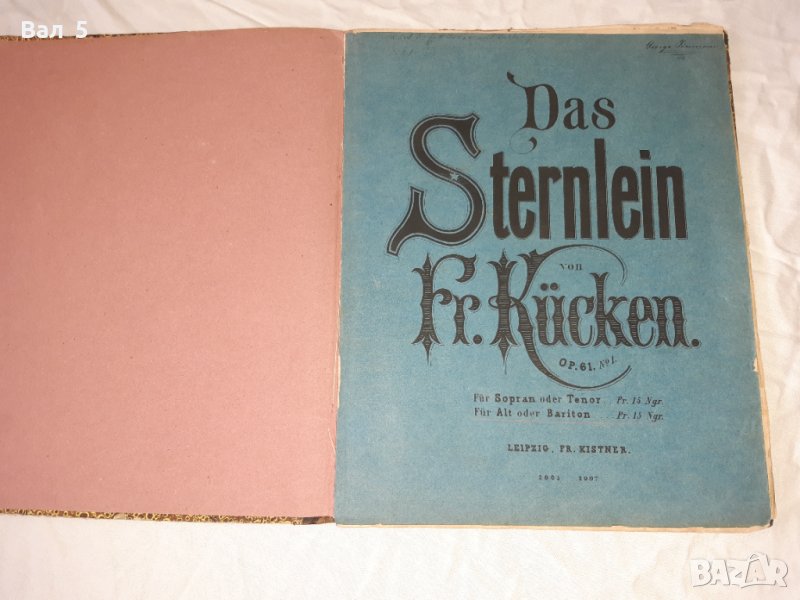 Вал 5
Das
Sternlein
von
Fr. Kücken.
OP. 61. No 1.
Für Sopran oder Tenor Pr. 15 Ngr.
Für Alt oder Bariton Pr. 15 Ngr.
LEIPZIG, FR. KISTNER.
BAZAR